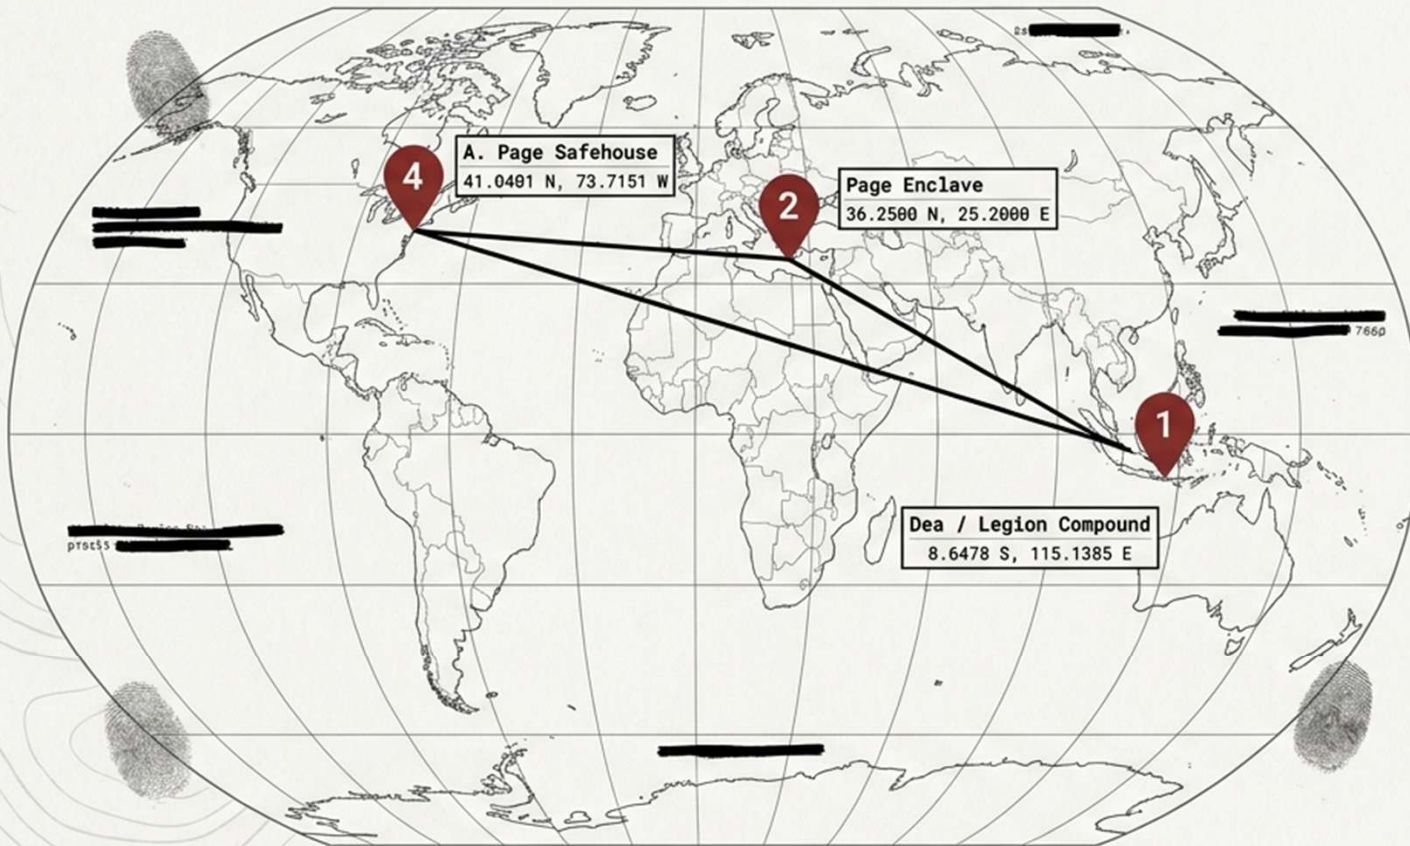 4
A. Page Safehouse
41.0401 N, 73.7151 W
2
Page Enclave
36.2500 N, 25.2000 E
7660
1
Dea / Legion Compound
8.6478 S, 115.1385 E